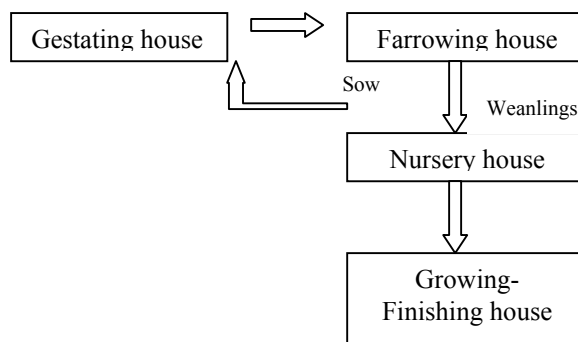 Gestating house
Farrowing house
Sow
Weanlings
Nursery house
Growing-
Finishing house